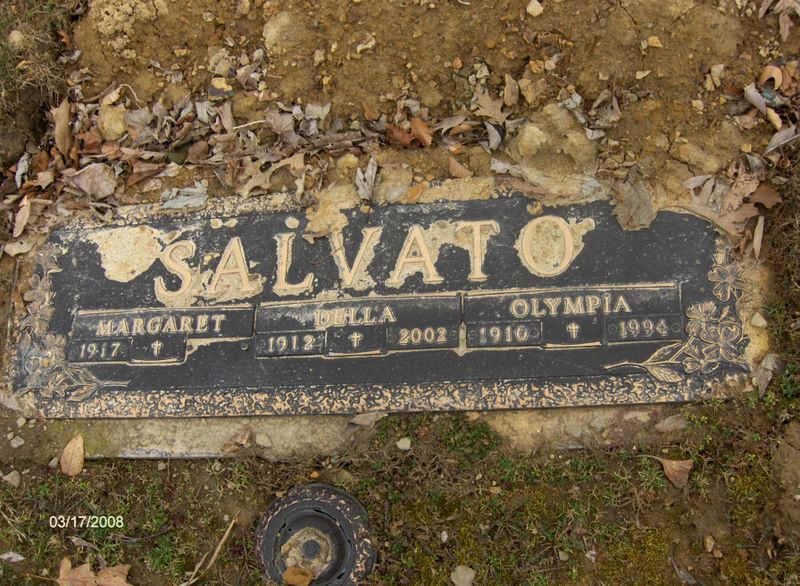 SALVATO
MARGARET DELLA OLYMPIA
1917 1912 2002 1910 1994
03/17/2008